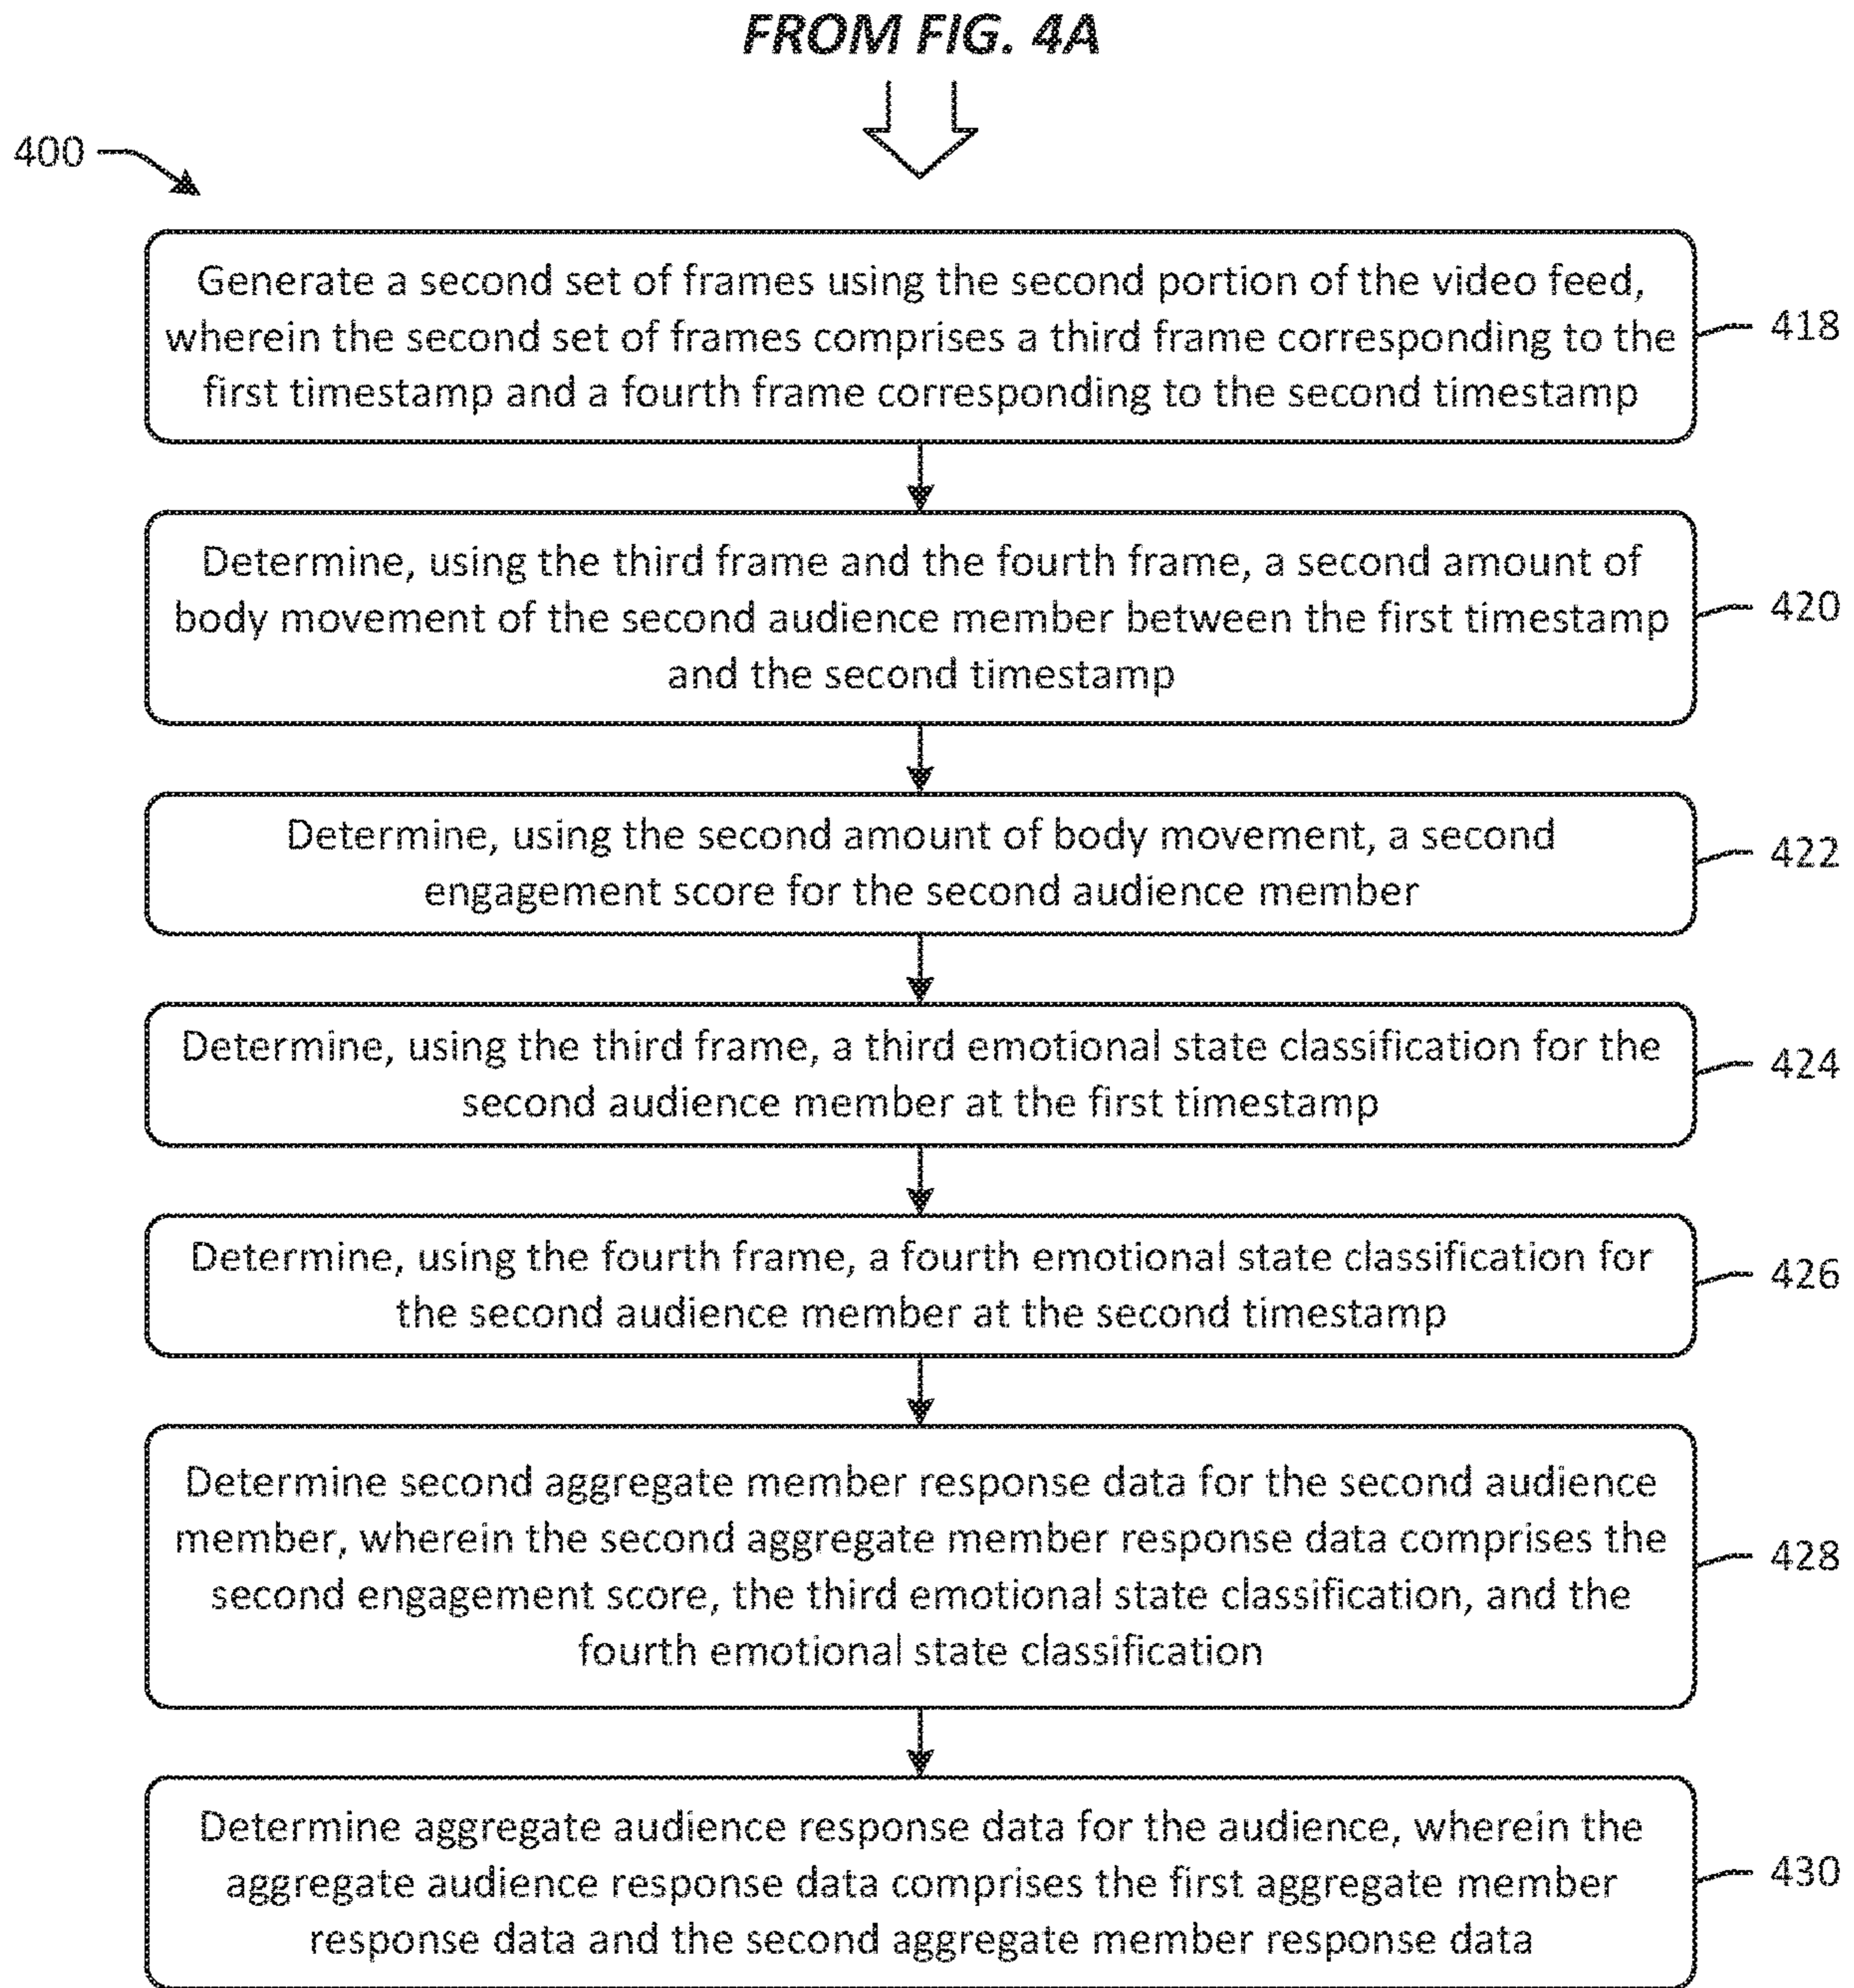 FROM FIG. 4A
400
Generate a second set of frames using the second portion of the video feed,
wherein the second set of frames comprises a third frame corresponding to the
first timestamp and a fourth frame corresponding to the second timestamp
418
Determine, using the third frame and the fourth frame, a second amount of
body movement of the second audience member between the first timestamp
and the second timestamp
420
Determine, using the second amount of body movement, a second
engagement score for the second audience member
422
Determine, using the third frame, a third emotional state classification for the
second audience member at the first timestamp
424
Determine, using the fourth frame, a fourth emotional state classification for
the second audience member at the second timestamp
426
Determine second aggregate member response data for the second audience
member, wherein the second aggregate member response data comprises the
second engagement score, the third emotional state classification, and the
fourth emotional state classification
428
Determine aggregate audience response data for the audience, wherein the
aggregate audience response data comprises the first aggregate member
response data and the second aggregate member response data
430